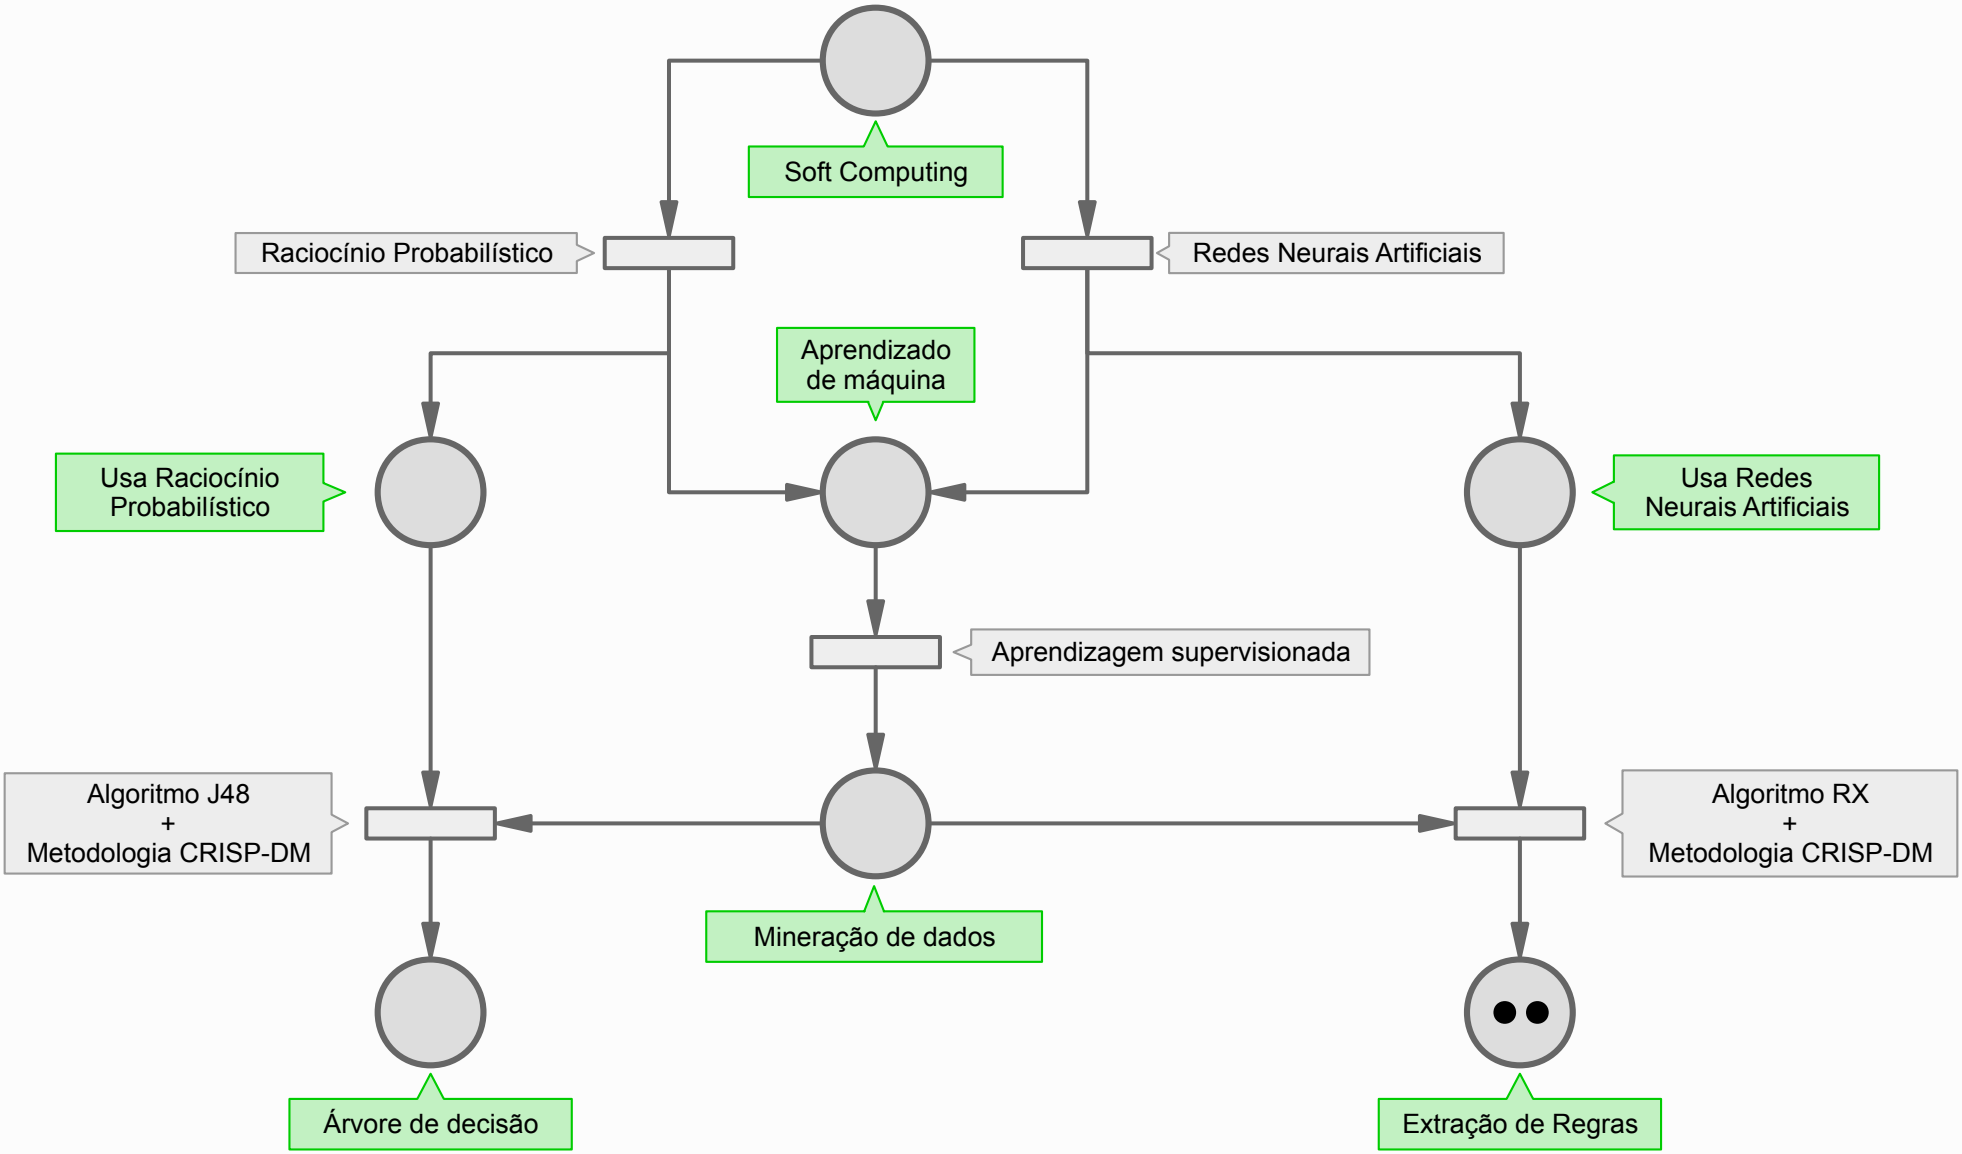 Soft Computing
Raciocínio Probabilístico
Redes Neurais Artificiais
Aprendizado
de máquina
Usa Raciocínio
Probabilístico
Usa Redes
Neurais Artificiais
Aprendizagem supervisionada
Algoritmo J48
+
Metodologia CRISP-DM
Algoritmo RX
+
Metodologia CRISP-DM
Mineração de dados
Árvore de decisão
Extração de Regras